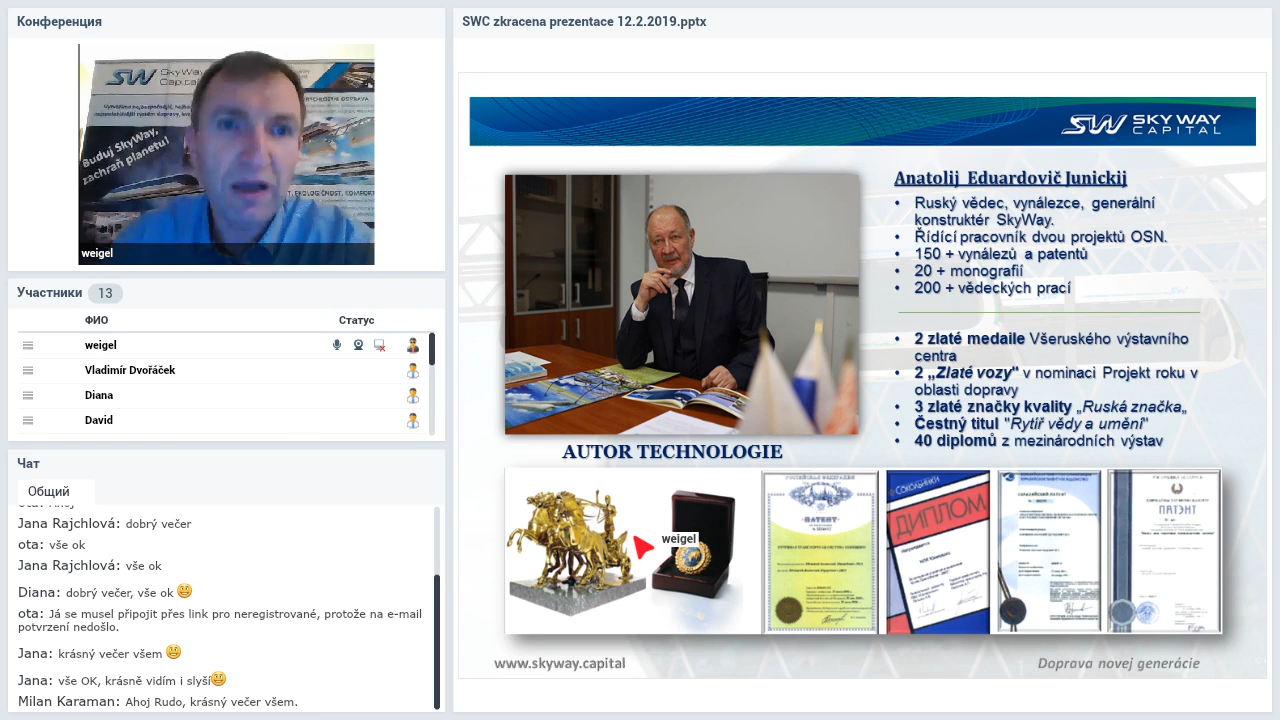 Конференция
SW SkyWay
Capital
Buduj SkyWay,
zachraň planetu!
weigel
Участники 13
ФИО Статус
weigel
Vladimír Dvořáček
Diana
David
Чат
Общий
Jana Rajchlová: dobrý večer
ota: vše ok
Jana Rajchlová: vše ok
Diana: dobrý večer, vše ok
ota: Já se musel dostat přes link pro neregistrované, protože na e-mail
potvrzení nedošlo.
Jana: krásný večer všem
Jana: vše OK, krásně vidím i slyší
Milan Karaman: Ahoj Rudo, krásný večer všem.
SWC zkracena prezentace 12.2.2019.pptx
SW SKY WAY
CAPITAL
Anatolij Eduardovič Junickij
• Ruský vědec, vynálezce, generální
konstruktér SkyWay.
• Řídící pracovník dvou projektů OSN.
• 150 + vynálezů a patentů
• 20 + monografií
• 200 + vědeckých prací
• 2 zlaté medaile Všeruského výstavního
centra
• 2 „Zlaté vozy" v nominaci Projekt roku v
oblasti dopravy
• 3 zlaté značky kvality „Ruská značka„
• Čestný titul "Rytíř vědy a umění"
• 40 diplomů z mezinárodních výstav
AUTOR TECHNOLOGIE
weigel
ПАТЕНТ
СОКОЛЬНИКИ
ДИПЛОМ
ПАТЭНТ
www.skyway.capital
Doprava novej generácie